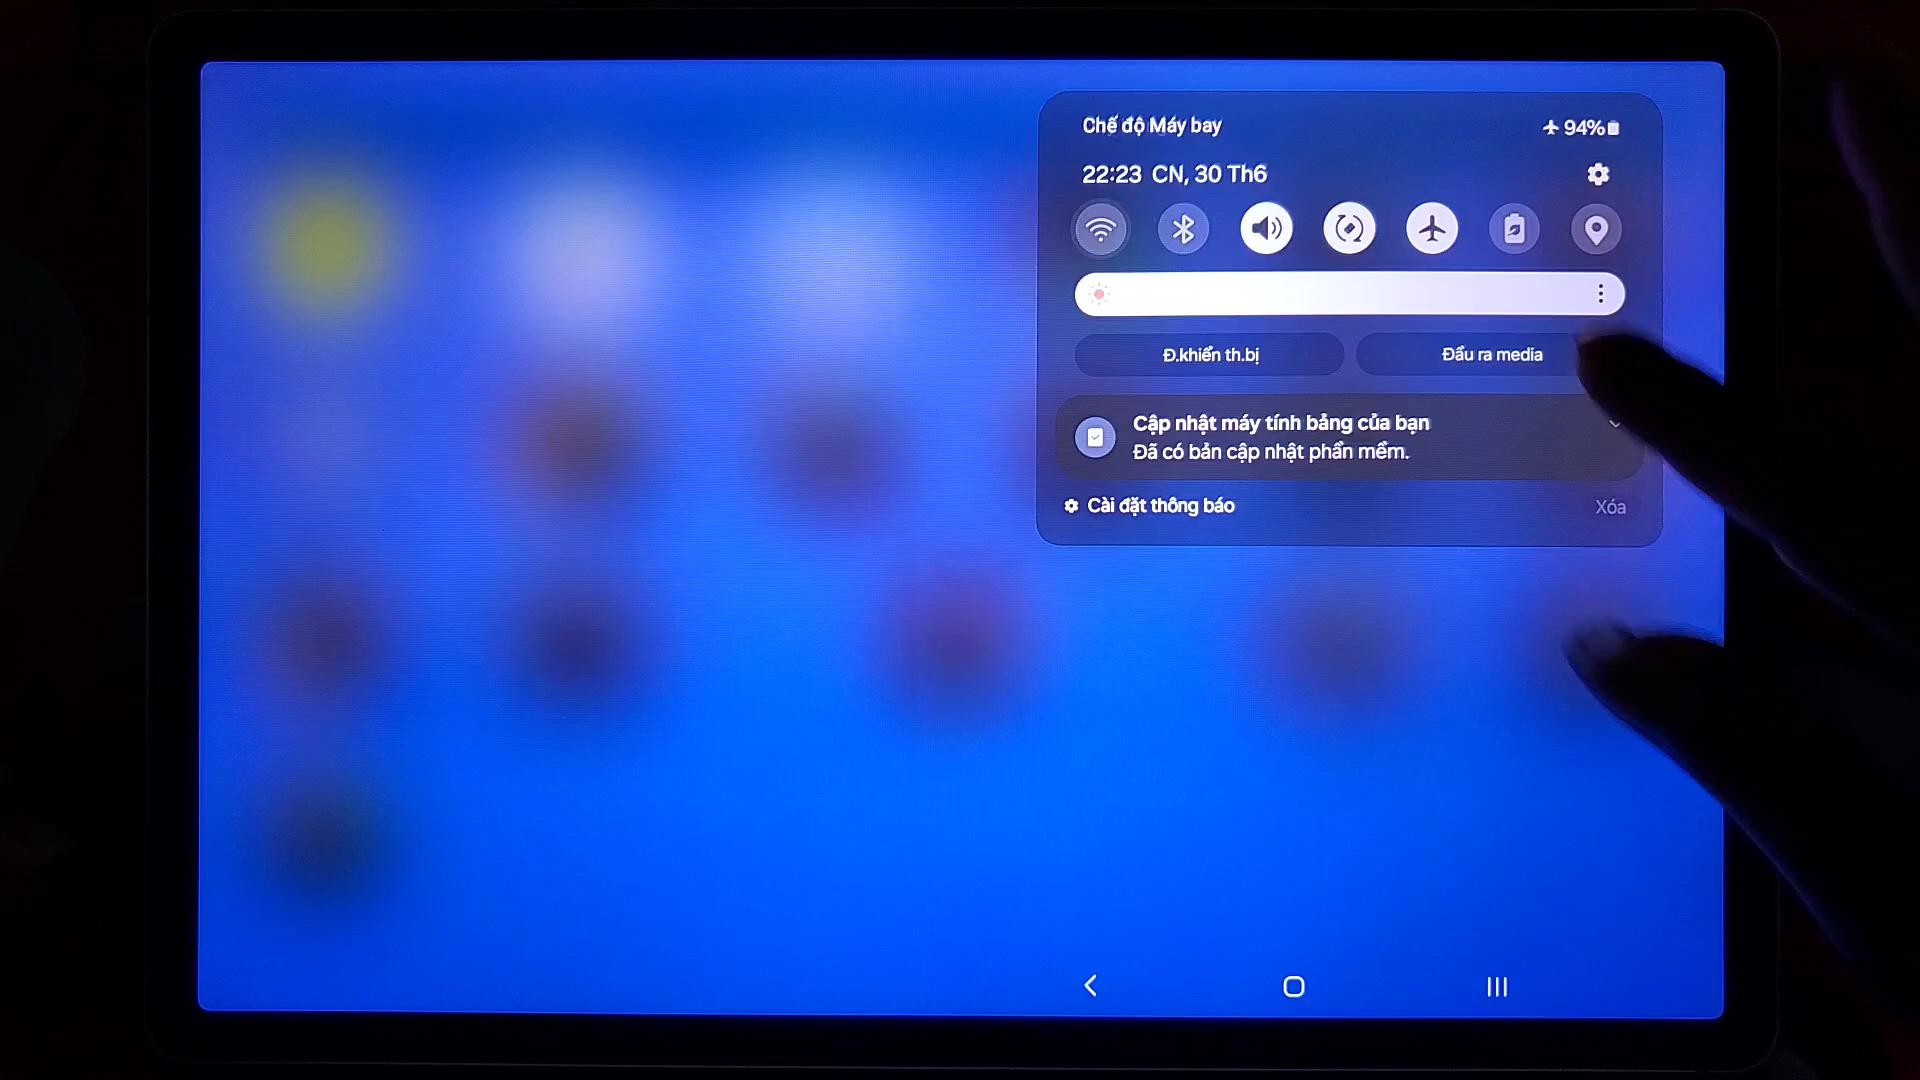 Chế độ Máy bay
94%
22:23 CN, 30 Th6
Đ.khiển th.bị
Đầu ra media
Cập nhật máy tính bảng của bạn
Đã có bản cập nhật phần mềm.
Cài đặt thông báo
Xóa